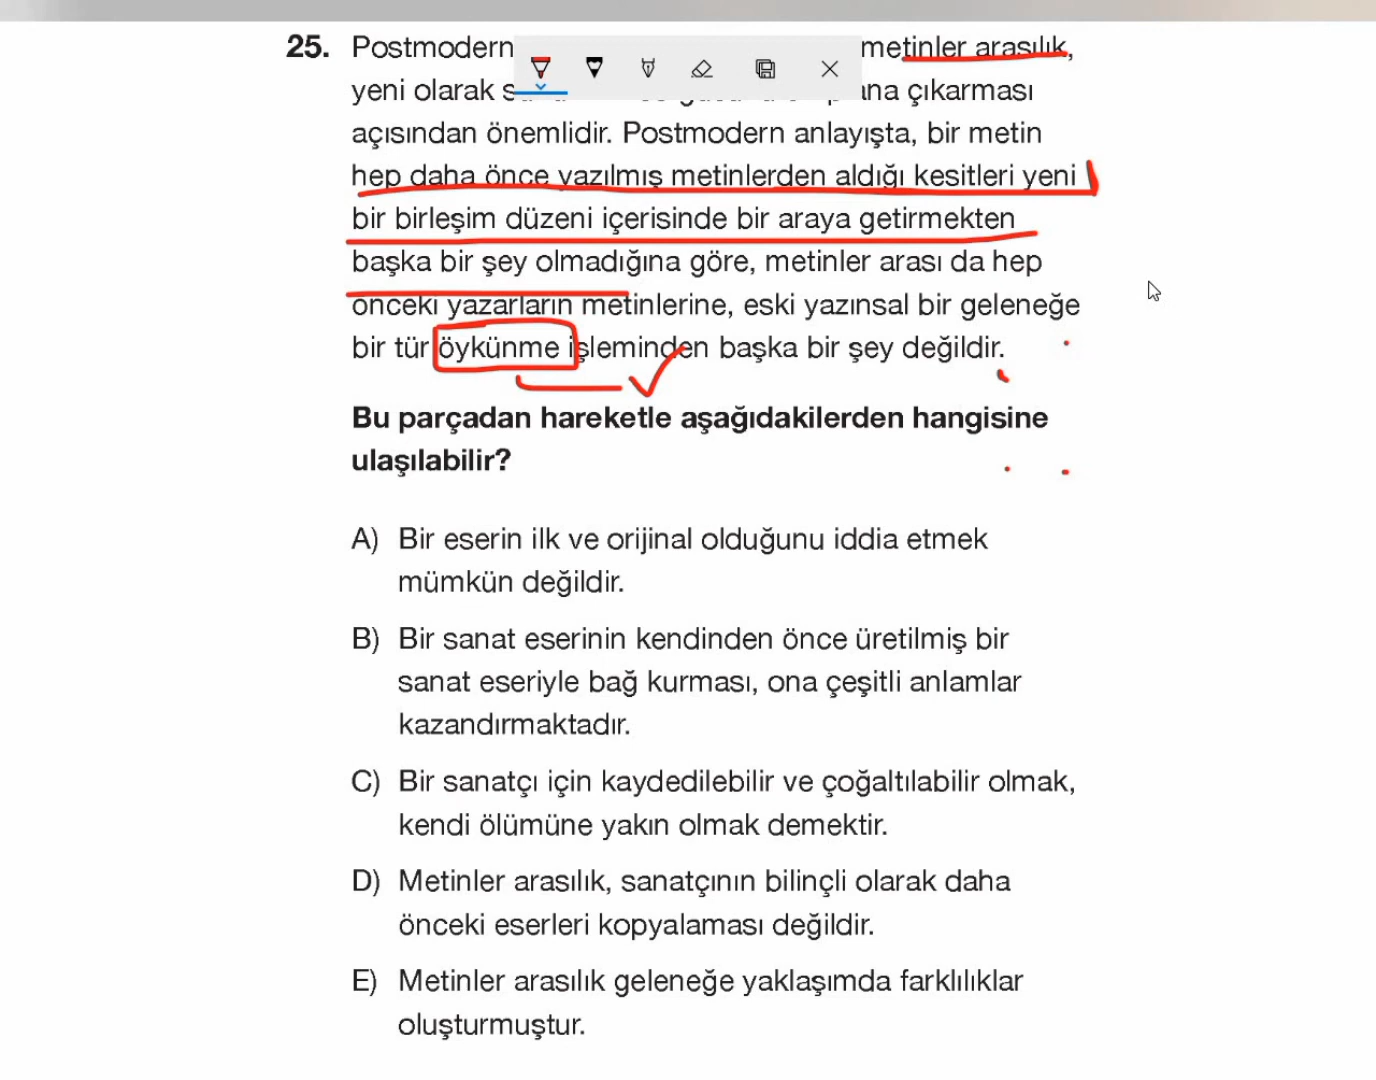 25. Postmodern metinler arasılık,
yeni olarak çıkarması
açısından önemlidir. Postmodern anlayışta, bir metin
hep daha önce yazılmış metinlerden aldığı kesitleri yeni
bir birleşim düzeni içerisinde bir araya getirmekten
başka bir şey olmadığına göre, metinler arası da hep
önceki yazarların metinlerine, eski yazınsal bir geleneğe
bir tür öykünme işleminden başka bir şey değildir.
Bu parçadan hareketle aşağıdakilerden hangisine
ulaşılabilir?
A) Bir eserin ilk ve orijinal olduğunu iddia etmek
mümkün değildir.
B) Bir sanat eserinin kendinden önce üretilmiş bir
sanat eseriyle bağ kurması, ona çeşitli anlamlar
kazandırmaktadır.
C) Bir sanatçı için kaydedilebilir ve çoğaltılabilir olmak,
kendi ölümüne yakın olmak demektir.
D) Metinler arasılık, sanatçının bilinçli olarak daha
önceki eserleri kopyalaması değildir.
E) Metinler arasılık geleneğe yaklaşımda farklılıklar
oluşturmuştur.